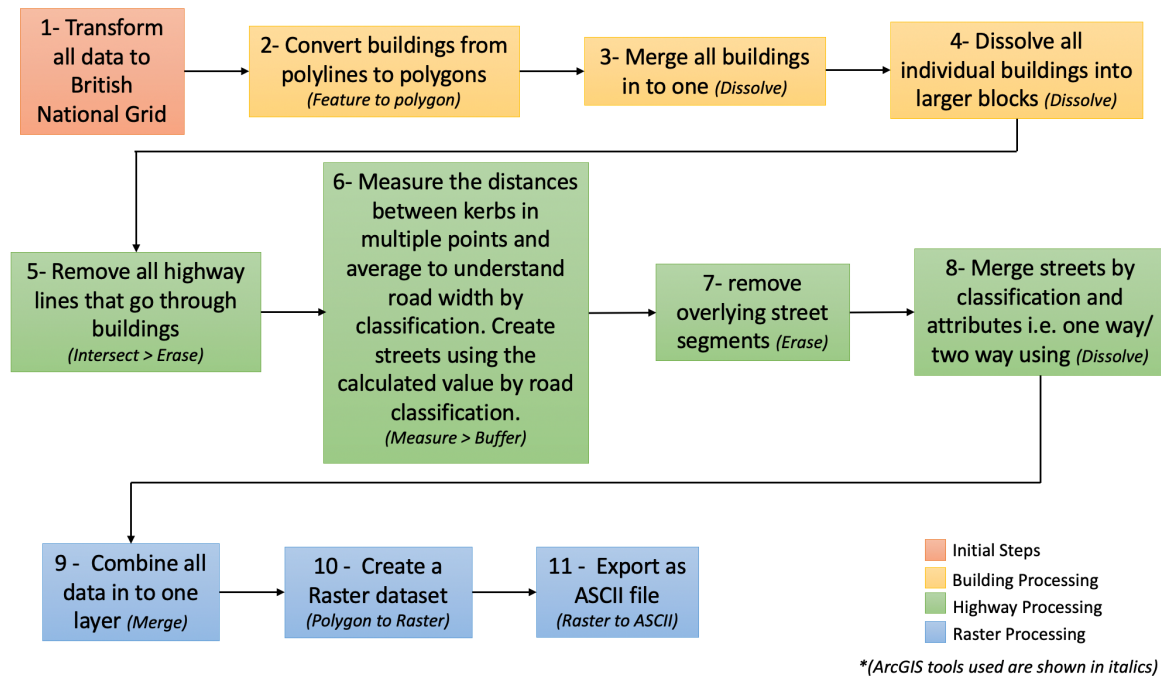 1- Transform
all data to
British
National Grid
2- Convert buildings from
polylines to polygons
(Feature to polygon)
3- Merge all buildings
in to one (Dissolve)
4- Dissolve all
individual buildings into
larger blocks (Dissolve)
5- Remove all highway
lines that go through
buildings
(Intersect > Erase)
6- Measure the distances
between kerbs in
multiple points and
average to understand
road width by
classification. Create
streets using the
calculated value by road
classification.
(Measure > Buffer)
7- remove
overlying street
segments (Erase)
8- Merge streets by
classification and
attributes i.e. one way/
two way using (Dissolve)
9 -  Combine all
data in to one
layer (Merge)
10 -  Create a
Raster dataset
(Polygon to Raster)
11 - Export as
ASCII file
(Raster to ASCII)
Initial Steps
Building Processing
Highway Processing
Raster Processing
*(ArcGIS tools used are shown in italics)